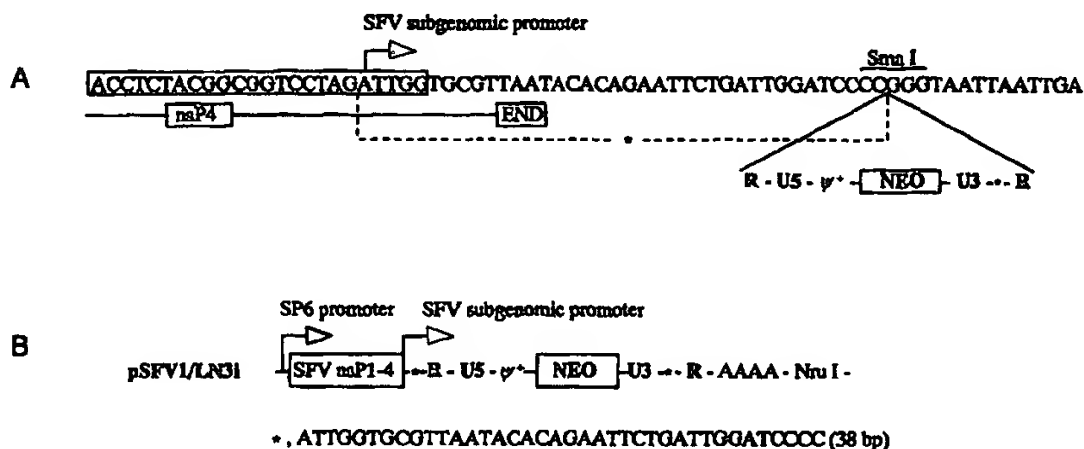 SFV subgenomic promoter
A
Sma I
ACCTCTACGGCGGTCCTAGATTGGTGCGTTAATACACAGAATTCTGATTGGATCCCCGGGTAATTAATTGA
nsP4
END
*
R - U5 - ψ+ - NEO - U3 -*- R
SP6 promoter
SFV subgenomic promoter
B
pSFV1/LN3i
SFV nsP1-4 -*- R - U5 - ψ+ - NEO - U3 -*- R - AAAA - Nru I -
*, ATTGGTGCGTTAATACACAGAATTCTGATTGGATCCCC (38 bp)